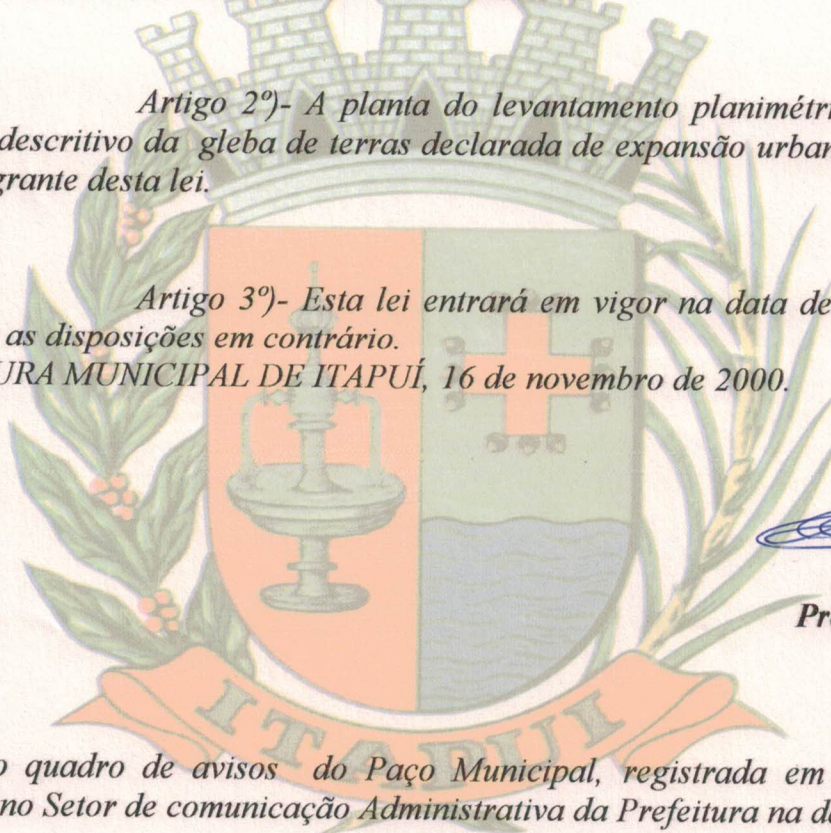 Artigo 2º)- A planta do levantamento planimétri
descritivo da gleba de terras declarada de expansão urban
grante desta lei.
Artigo 3º)- Esta lei entrará em vigor na data de
as disposições em contrário.
URA MUNICIPAL DE ITAPUÍ, 16 de novembro de 2000.
Pr
ITAPUI
o quadro de avisos do Paço Municipal, registrada em
no Setor de comunicação Administrativa da Prefeitura na da